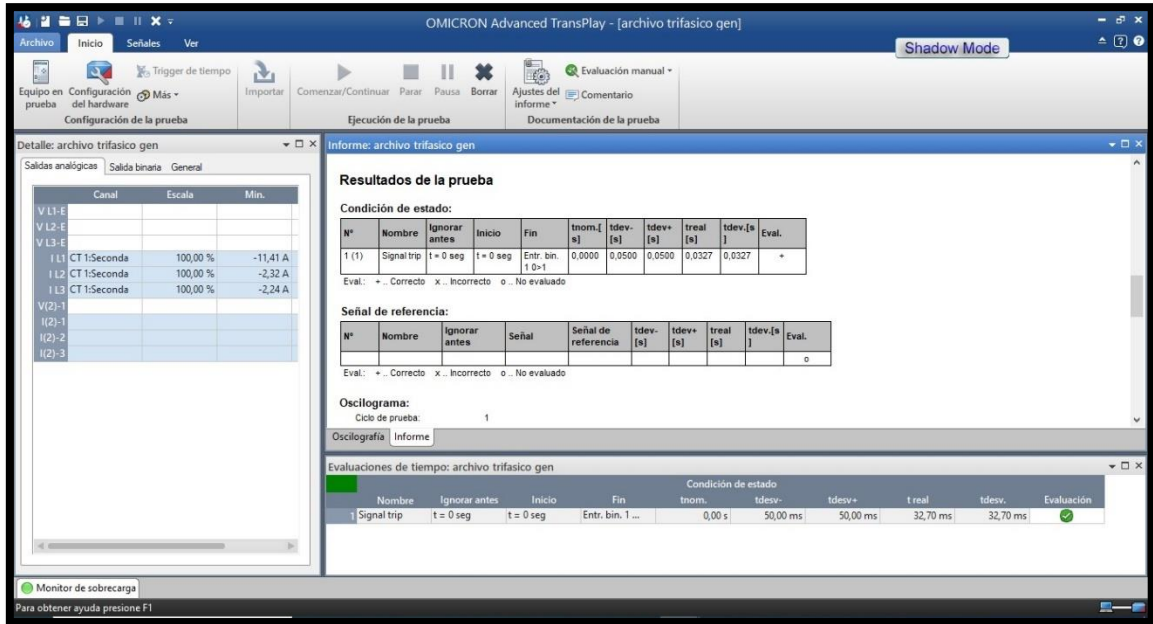 OMICRON Advanced TransPlay - [archivo trifasico gen]
Archivo Inicio Señales Ver
Shadow Mode
Equipo en prueba
Configuración del hardware
Trigger de tiempo
Más
Importar
Comenzar/Continuar Parar Pausa Borrar
Ajustes del informe
Evaluación manual
Comentario
Configuración de la prueba Ejecución de la prueba Documentación de la prueba
Detalle: archivo trifasico gen
Salidas analógicas Salida binaria General
Canal Escala Min.
V L1-E
V L2-E
V L3-E
I L1 CT 1:Seconda 100,00 % -11,41 A
I L2 CT 1:Seconda 100,00 % -2,32 A
I L3 CT 1:Seconda 100,00 % -2,24 A
V(2)-1
I(2)-1
I(2)-2
I(2)-3
Informe: archivo trifasico gen
Resultados de la prueba
Condición de estado:
Nº Nombre Ignorar antes Inicio Fin tnom.[s] tdev-[s] tdev+[s] treal [s] tdev.[s] Eval.
1 (1) Signal trip t = 0 seg t = 0 seg Entr. bin. 1 0>1 0,0000 0,0500 0,0500 0,0327 0,0327 +
Eval.: + .. Correcto x .. Incorrecto o .. No evaluado
Señal de referencia:
Nº Nombre Ignorar antes Señal Señal de referencia tdev-[s] tdev+[s] treal [s] tdev.[s] Eval.
o
Eval.: + .. Correcto x .. Incorrecto o .. No evaluado
Oscilograma:
Ciclo de prueba: 1
Oscilografía Informe
Evaluaciones de tiempo: archivo trifasico gen
Condición de estado
Nombre Ignorar antes Inicio Fin tnom. tdesv- tdesv+ t real tdesv. Evaluación
1 Signal trip t = 0 seg t = 0 seg Entr. bin. 1 ... 0,00 s 50,00 ms 50,00 ms 32,70 ms 32,70 ms
Monitor de sobrecarga
Para obtener ayuda presione F1